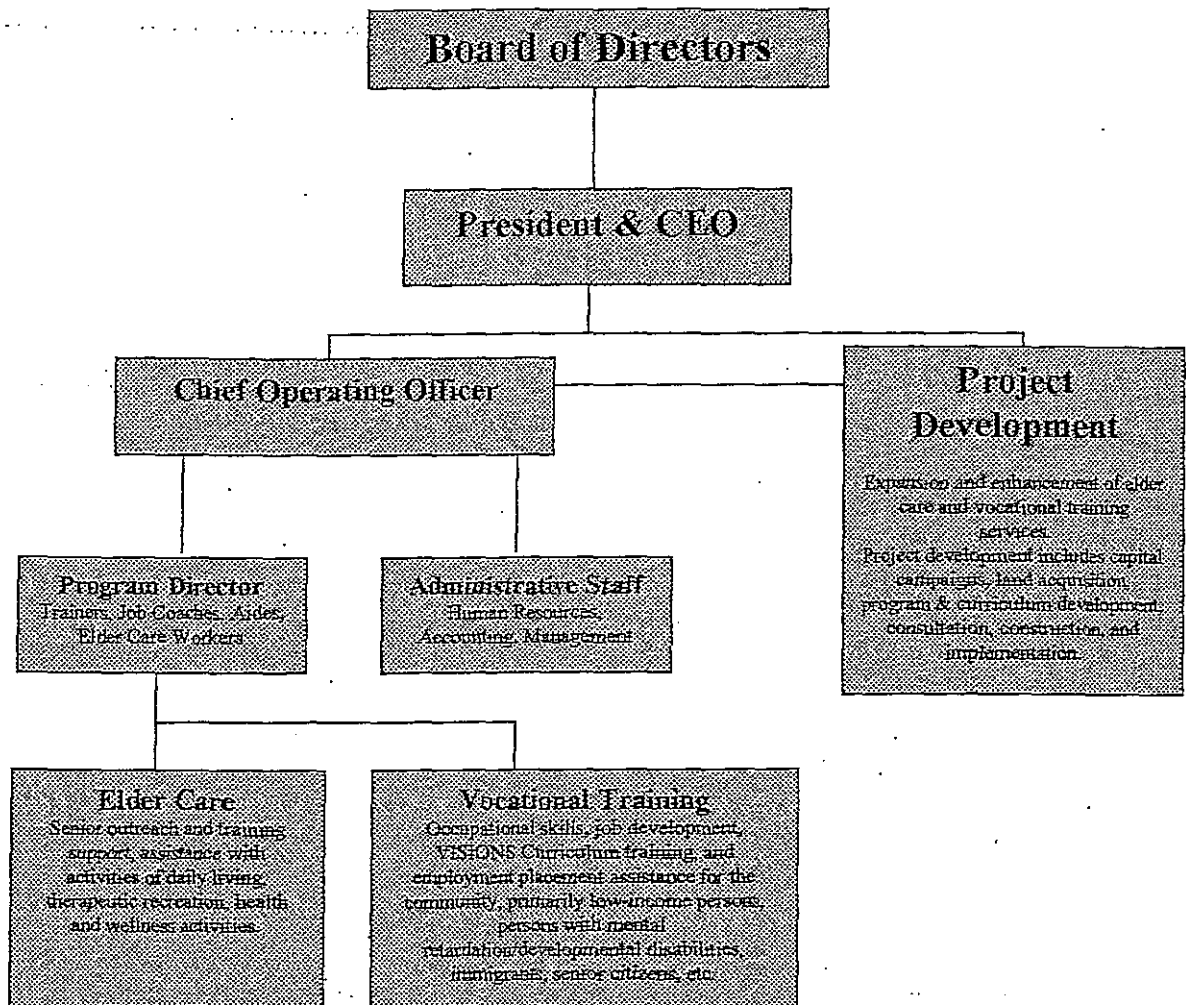 Board of Directors
President & CEO
Chief Operating Officer
Project
Development
Expansion and enhancement of elder
care and vocational training
services.
Project development includes capital
campaigns, land acquisition,
program & curriculum development,
consultation, construction, and
implementation.
Program Director
Trainers, Job Coaches, Aides,
Elder Care Workers
Administrative Staff
Human Resources,
Accounting, Management
Elder Care
Senior outreach and training
support, assistance with
activities of daily living,
therapeutic recreation, health
and wellness activities.
Vocational Training
Occupational skills, job development,
VISIONS Curriculum training, and
employment placement assistance for the
community, primarily low-income persons,
persons with mental
retardation/developmental disabilities,
immigrants, senior citizens, etc.